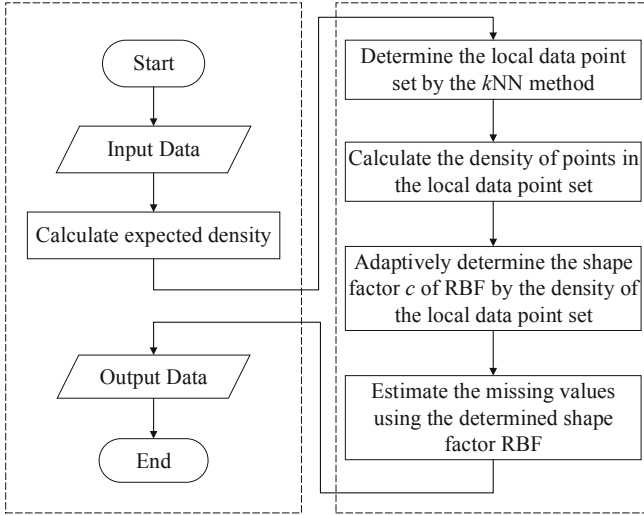 Start
Input Data
Calculate expected density
Determine the local data point
set by the kNN method
Calculate the density of points in
the local data point set
Adaptively determine the shape
factor c of RBF by the density of
the local data point set
Estimate the missing values
using the determined shape
factor RBF
Output Data
End